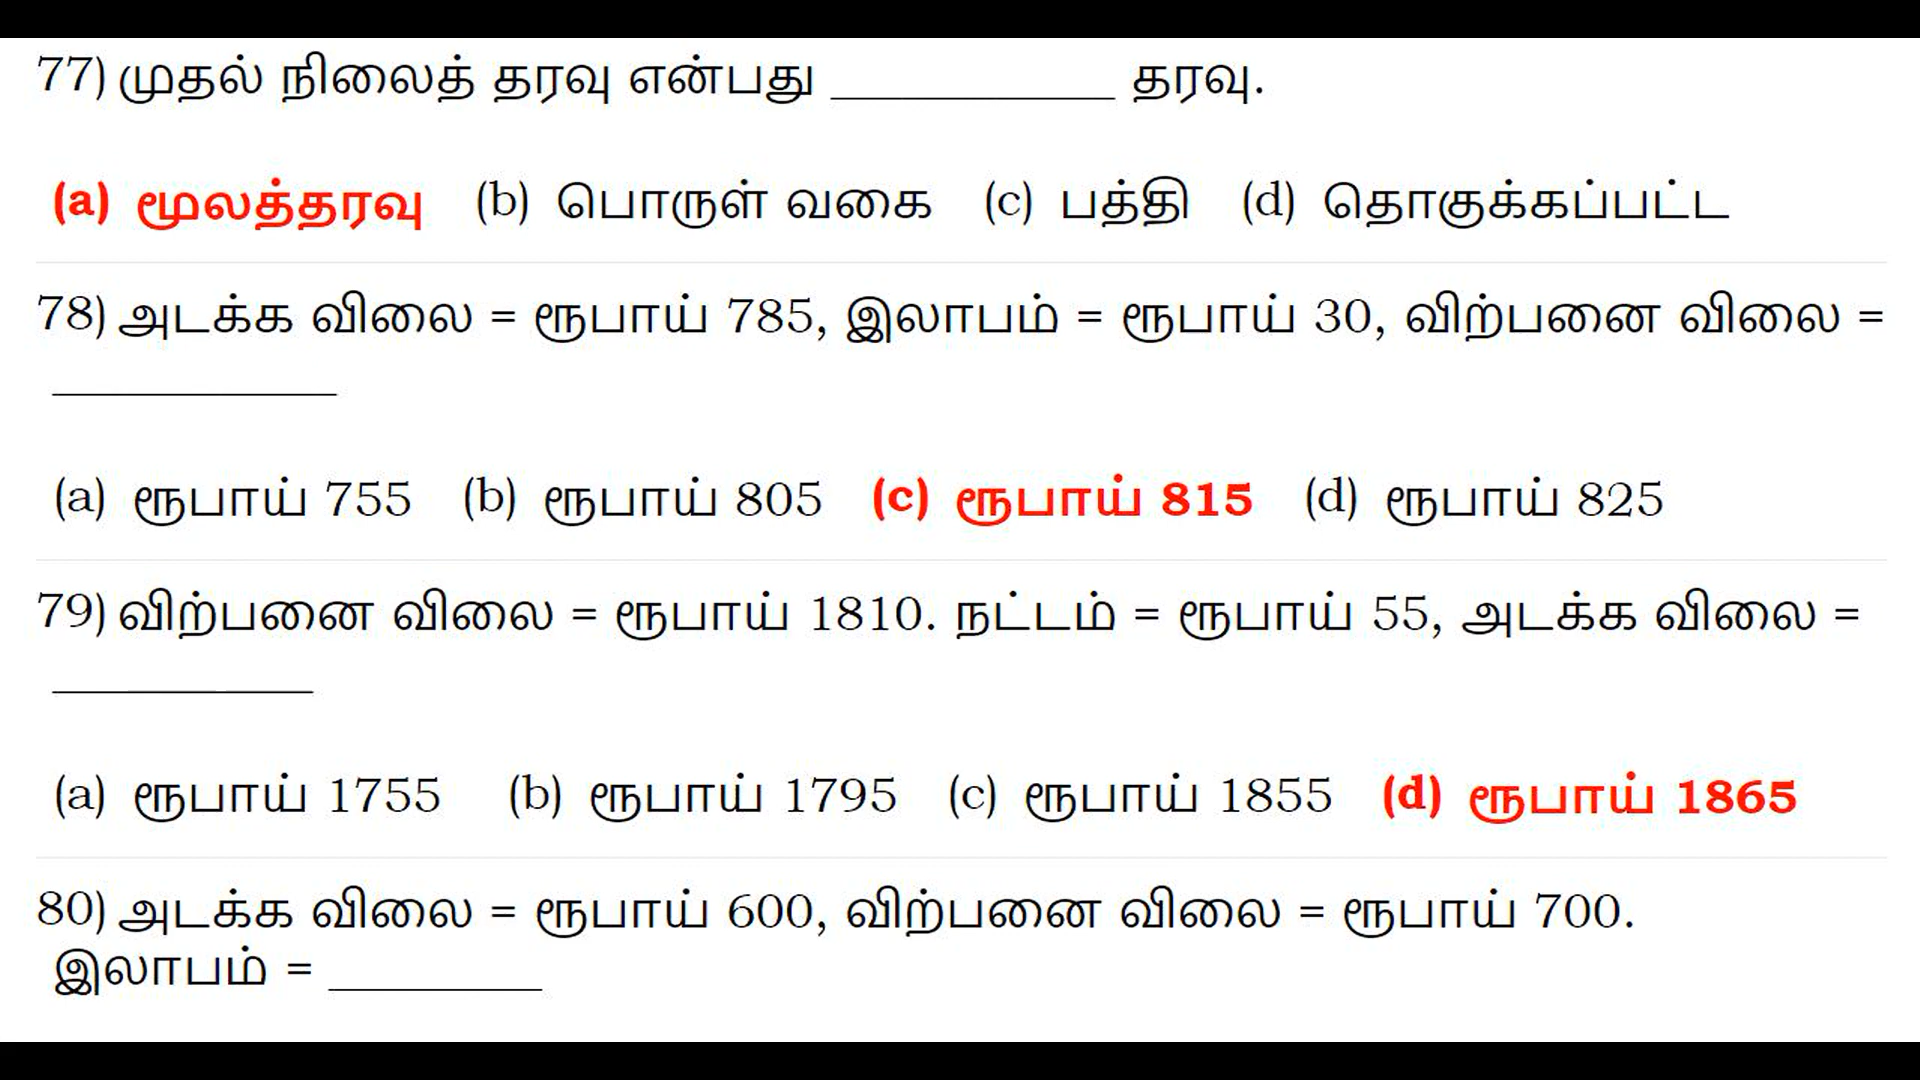 77) முதல் நிலைத் தரவு என்பது ___________ தரவு.
(a) மூலத்தரவு (b) பொருள் வகை (c) பத்தி (d) தொகுக்கப்பட்ட
78) அடக்க விலை = ரூபாய் 785, இலாபம் = ரூபாய் 30, விற்பனை விலை =
___________
(a) ரூபாய் 755 (b) ரூபாய் 805 (c) ரூபாய் 815 (d) ரூபாய் 825
79) விற்பனை விலை = ரூபாய் 1810. நட்டம் = ரூபாய் 55, அடக்க விலை =
__________
(a) ரூபாய் 1755 (b) ரூபாய் 1795 (c) ரூபாய் 1855 (d) ரூபாய் 1865
80) அடக்க விலை = ரூபாய் 600, விற்பனை விலை = ரூபாய் 700.
இலாபம் = ________